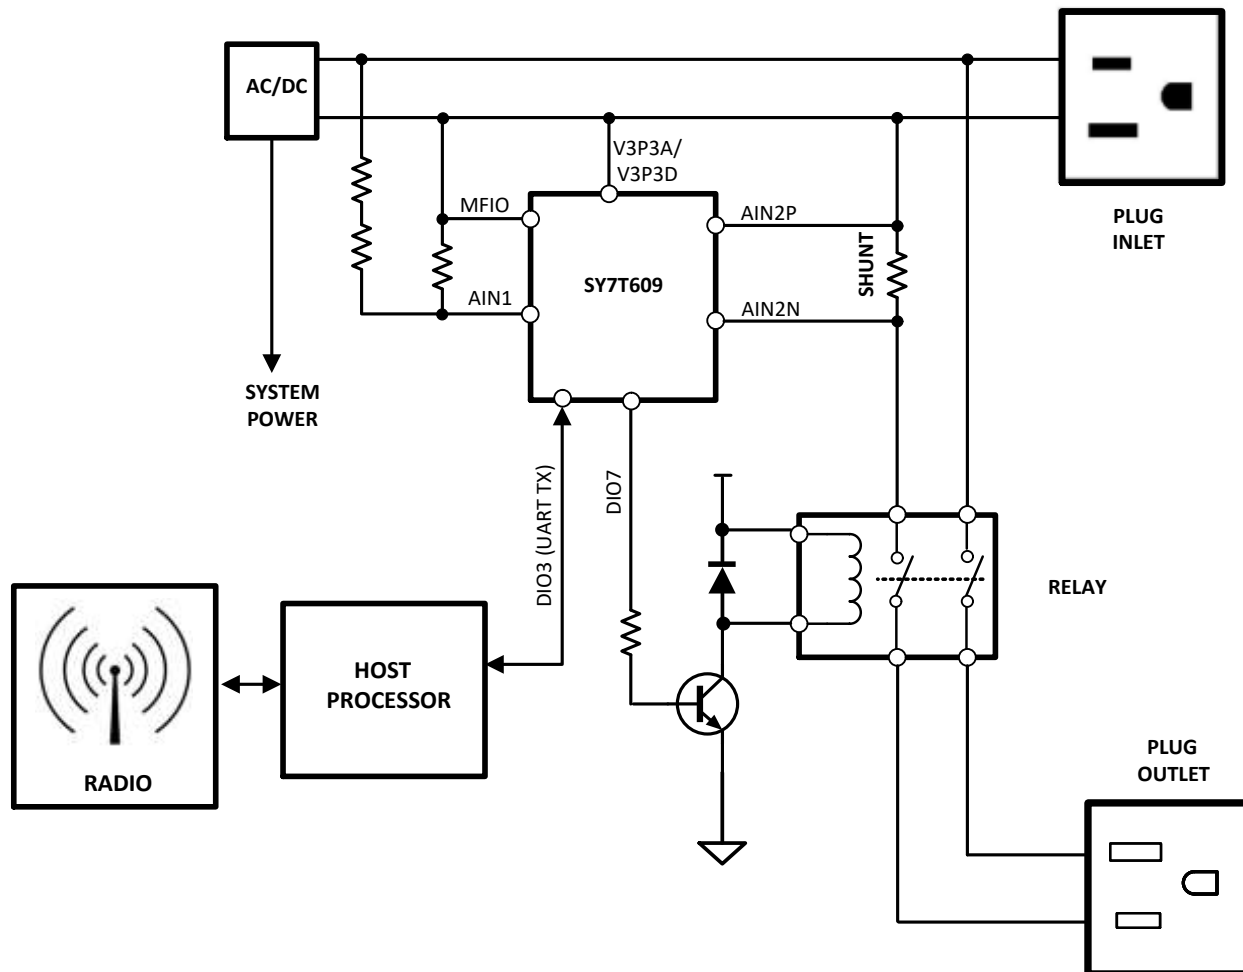 AC/DC
V3P3A/
V3P3D
PLUG
INLET
MFIO
AIN2P
SHUNT
SY7T609
AIN1
AIN2N
SYSTEM
POWER
DIO3 (UART TX)
DIO7
RELAY
HOST
PROCESSOR
RADIO
PLUG
OUTLET